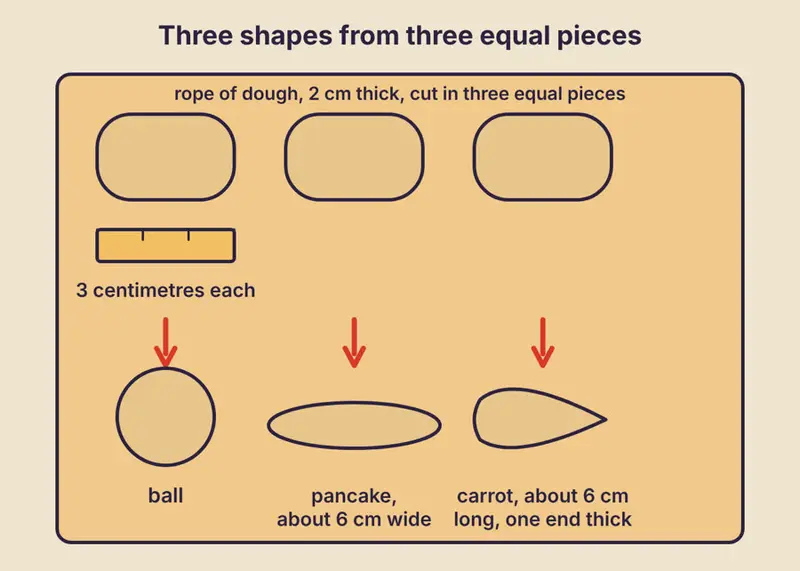 Three shapes from three equal pieces
rope of dough, 2 cm thick, cut in three equal pieces
3 centimetres each
ball
pancake,
about 6 cm wide
carrot, about 6 cm
long, one end thick